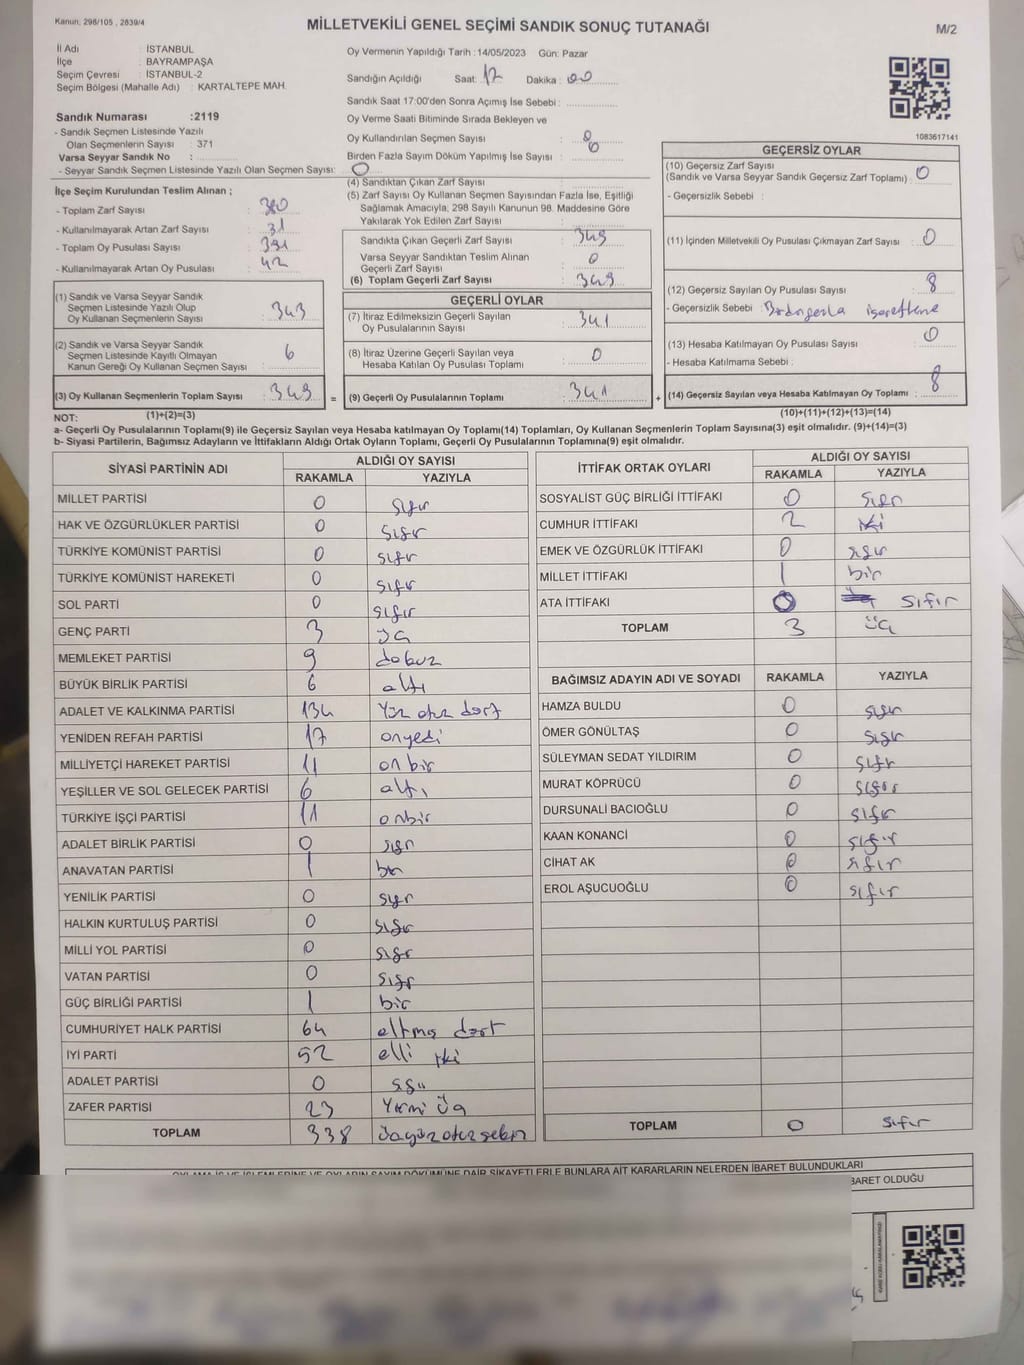 Kanun: 298/105 , 2839/4
MİLLETVEKİLİ GENEL SEÇİMİ SANDIK SONUÇ TUTANAĞI
M/2
İl Adı : İSTANBUL
İlçe : BAYRAMPAŞA
Seçim Çevresi : İSTANBUL-2
Seçim Bölgesi (Mahalle Adı) : KARTALTEPE MAH.
Oy Vermenin Yapıldığı Tarih : 14/05/2023 Gün: Pazar
Sandığın Açıldığı Saat: 17 Dakika : 00
Sandık Saat 17:00'den Sonra Açımış İse Sebebi :
Oy Verme Saati Bitiminde Sırada Bekleyen ve
Oy Kullandırılan Seçmen Sayısı : 0
Birden Fazla Sayım Döküm Yapılmış İse Sayısı : 0
1083617141
Sandık Numarası :2119
- Sandık Seçmen Listesinde Yazılı
Olan Seçmenlerin Sayısı : 371
Varsa Seyyar Sandık No :
- Seyyar Sandık Seçmen Listesinde Yazılı Olan Seçmen Sayısı: 0
İlçe Seçim Kurulundan Teslim Alınan ;
- Toplam Zarf Sayısı : 380
- Kullanılmayarak Artan Zarf Sayısı : 31
- Toplam Oy Pusulası Sayısı : 391
- Kullanılmayarak Artan Oy Pusulası : 42
(1) Sandık ve Varsa Seyyar Sandık
Seçmen Listesinde Yazılı Olup
Oy Kullanan Seçmenlerin Sayısı : 343
(2) Sandık ve Varsa Seyyar Sandık
Seçmen Listesinde Kayıtlı Olmayan
Kanun Gereği Oy Kullanan Seçmen Sayısı : 6
(3) Oy Kullanan Seçmenlerin Toplam Sayısı : 349 =
(4) Sandıktan Çıkan Zarf Sayısı :
(5) Zarf Sayısı Oy Kullanan Seçmen Sayısından Fazla İse, Eşitliği
Sağlamak Amacıyla, 298 Sayılı Kanunun 98. Maddesine Göre
Yakılarak Yok Edilen Zarf Sayısı :
Sandıkta Çıkan Geçerli Zarf Sayısı : 349
Varsa Seyyar Sandıktan Teslim Alınan
Geçerli Zarf Sayısı : 0
(6) Toplam Geçerli Zarf Sayısı : 349
GEÇERLİ OYLAR
(7) İtiraz Edilmeksizin Geçerli Sayılan
Oy Pusulalarının Sayısı : 341
(8) İtiraz Üzerine Geçerli Sayılan veya
Hesaba Katılan Oy Pusulası Toplamı : 0
(9) Geçerli Oy Pusulalarının Toplamı : 341 +
GEÇERSİZ OYLAR
(10) Geçersiz Zarf Sayısı
(Sandık ve Varsa Seyyar Sandık Geçersiz Zarf Toplamı) : 0
- Geçersizlik Sebebi :
(11) İçinden Milletvekili Oy Pusulası Çıkmayan Zarf Sayısı : 0
(12) Geçersiz Sayılan Oy Pusulası Sayısı : 8
- Geçersizlik Sebebi : işaretleme
(13) Hesaba Katılmayan Oy Pusulası Sayısı : 0
- Hesaba Katılmama Sebebi :
(14) Geçersiz Sayılan veya Hesaba Katılmayan Oy Toplamı : 8
NOT: (1)+(2)=(3) (10)+(11)+(12)+(13)=(14)
a- Geçerli Oy Pusulalarının Toplamı(9) ile Geçersiz Sayılan veya Hesaba katılmayan Oy Toplamı(14) Toplamları, Oy Kullanan Seçmenlerin Toplam Sayısına(3) eşit olmalıdır. (9)+(14)=(3)
b- Siyasi Partilerin, Bağımsız Adayların ve İttifakların Aldığı Ortak Oyların Toplamı, Geçerli Oy Pusulalarının Toplamına(9) eşit olmalıdır.
SİYASİ PARTİNİN ADI ALDIĞI OY SAYISI
RAKAMLA YAZIYLA
MİLLET PARTİSİ 0 sıfır
HAK VE ÖZGÜRLÜKLER PARTİSİ 0 sıfır
TÜRKİYE KOMÜNİST PARTİSİ 0 sıfır
TÜRKİYE KOMÜNİST HAREKETİ 0 sıfır
SOL PARTİ 0 sıfır
GENÇ PARTİ 3 üç
MEMLEKET PARTİSİ 9 dokuz
BÜYÜK BİRLİK PARTİSİ 6 altı
ADALET VE KALKINMA PARTİSİ 134 Yüz otuz dört
YENİDEN REFAH PARTİSİ 17 onyedi
MİLLİYETÇİ HAREKET PARTİSİ 11 on bir
YEŞİLLER VE SOL GELECEK PARTİSİ 6 altı
TÜRKİYE İŞÇİ PARTİSİ 11 onbir
ADALET BİRLİK PARTİSİ 0 sıfır
ANAVATAN PARTİSİ 1 bir
YENİLİK PARTİSİ 0 sıfır
HALKIN KURTULUŞ PARTİSİ 0 sıfır
MİLLİ YOL PARTİSİ 0 sıfır
VATAN PARTİSİ 0 sıfır
GÜÇ BİRLİĞİ PARTİSİ 1 bir
CUMHURİYET HALK PARTİSİ 64 altmış dört
İYİ PARTİ 52 elli iki
ADALET PARTİSİ 0 sıfır
ZAFER PARTİSİ 23 Yirmi üç
TOPLAM 338 üçyüzotuzsekiz
İTTİFAK ORTAK OYLARI ALDIĞI OY SAYISI
RAKAMLA YAZIYLA
SOSYALİST GÜÇ BİRLİĞİ İTTİFAKI 0 sıfır
CUMHUR İTTİFAKI 2 iki
EMEK VE ÖZGÜRLÜK İTTİFAKI 0 sıfır
MİLLET İTTİFAKI 1 bir
ATA İTTİFAKI 0 sıfır
TOPLAM 3 üç
BAĞIMSIZ ADAYIN ADI VE SOYADI RAKAMLA YAZIYLA
HAMZA BULDU 0 sıfır
ÖMER GÖNÜLTAŞ 0 sıfır
SÜLEYMAN SEDAT YILDIRIM 0 sıfır
MURAT KÖPRÜCÜ 0 sıfır
DURSUNALİ BACIOĞLU 0 sıfır
KAAN KONANCİ 0 sıfır
CİHAT AK 0 sıfır
EROL AŞUCUOĞLU 0 sıfır
TOPLAM 0 sıfır
OYLAMA İŞ VE İŞLEMLERİNE VE OYLARIN SAYIM DÖKÜMÜNE DAİR ŞİKAYETLERLE BUNLARA AİT KARARLARIN NELERDEN İBARET BULUNDUKLARI
BARET OLDUĞU